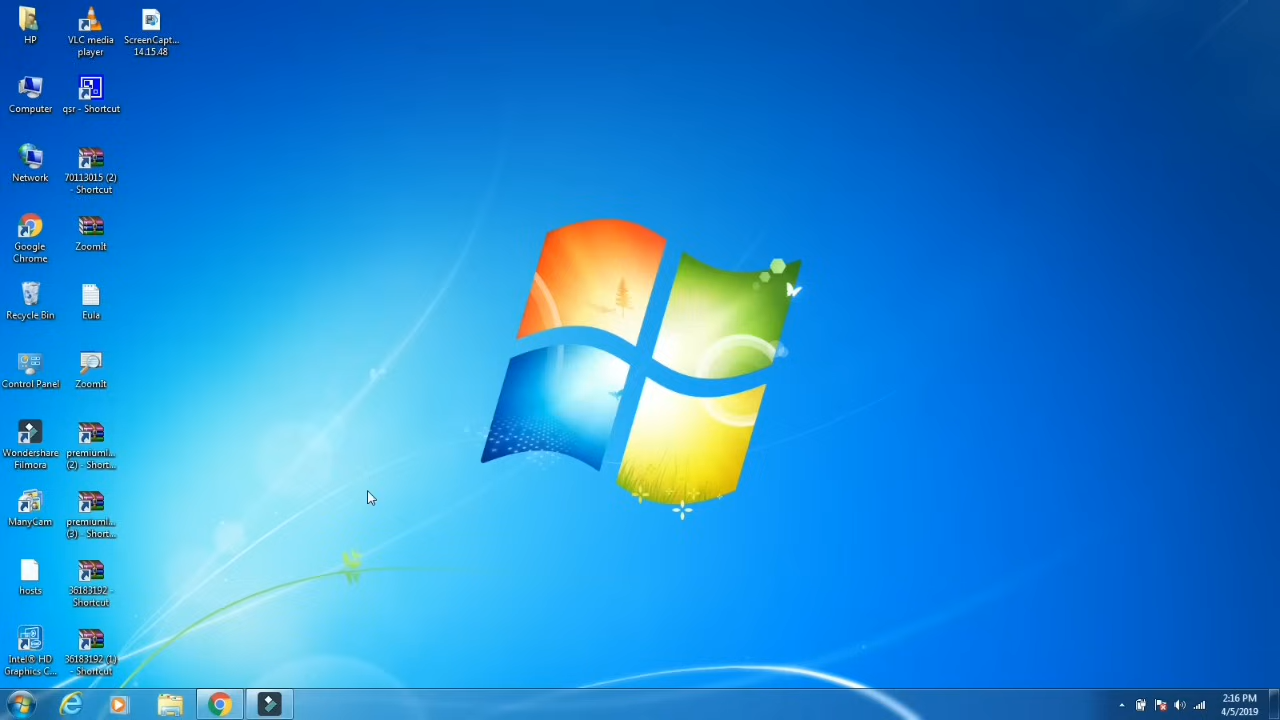 HP
VLC media
player
ScreenCapt...
14.15.48
Computer
qsr - Shortcut
Network
70113015 (2)
- Shortcut
Google
Chrome
ZoomIt
Recycle Bin
Eula
Control Panel
ZoomIt
Wondershare
Filmora
premiuml...
(2) - Short...
ManyCam
premiuml...
(3) - Short...
hosts
36183192 -
Shortcut
Intel® HD
Graphics C...
36183192 (1)
- Shortcut
2:16 PM
4/5/2019